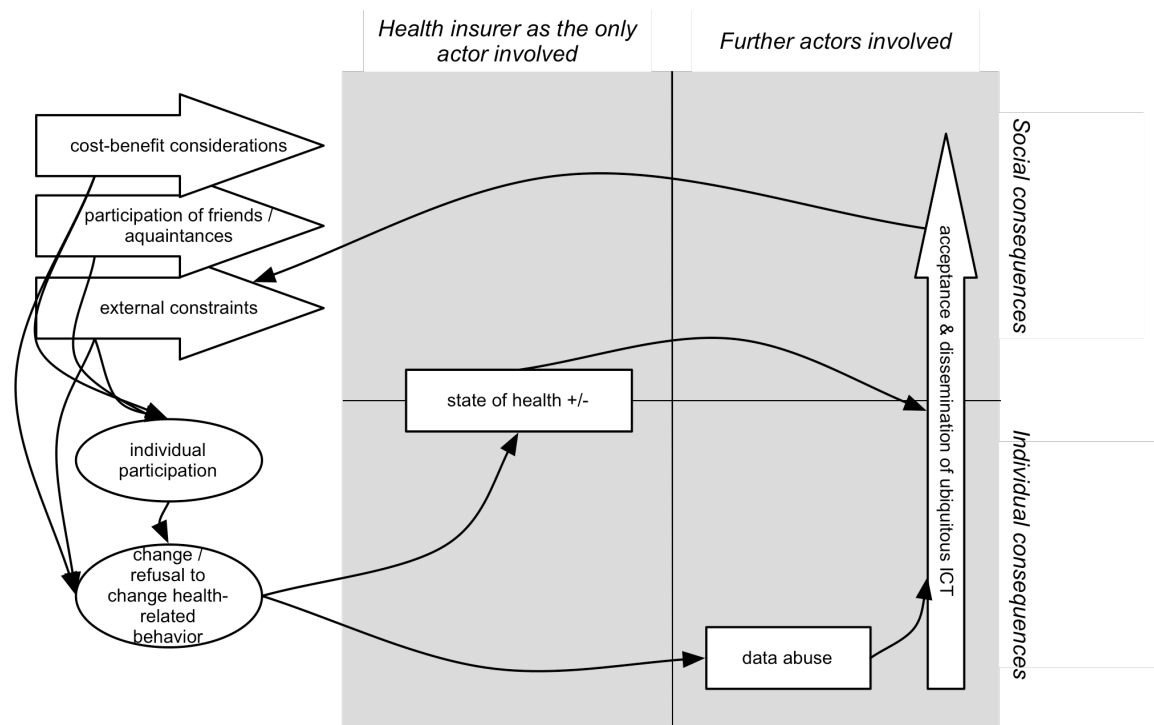 Health insurer as the only
actor involved
Further actors involved
cost-benefit considerations
participation of friends /
aquaintances
external constraints
Social consequences
acceptance & dissemination of ubiquitous ICT
state of health +/-
individual
participation
Individual consequences
change /
refusal to
change health-
related
behavior
data abuse